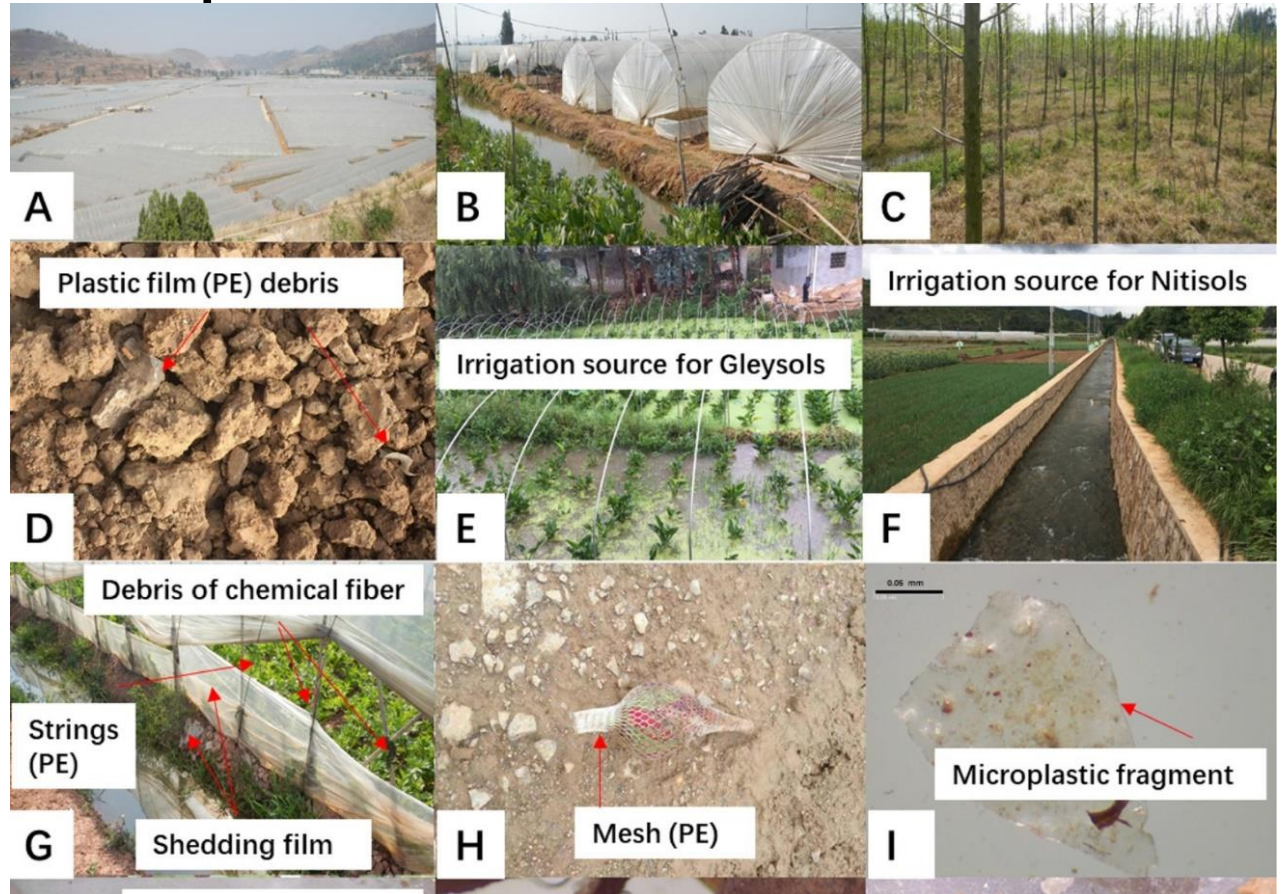 A
B
C
Plastic film (PE) debris
D
Irrigation source for Gleysols
E
Irrigation source for Nitisols
F
Debris of chemical fiber
Strings
(PE)
Shedding film
G
Mesh (PE)
H
0.05 mm
Microplastic fragment
I